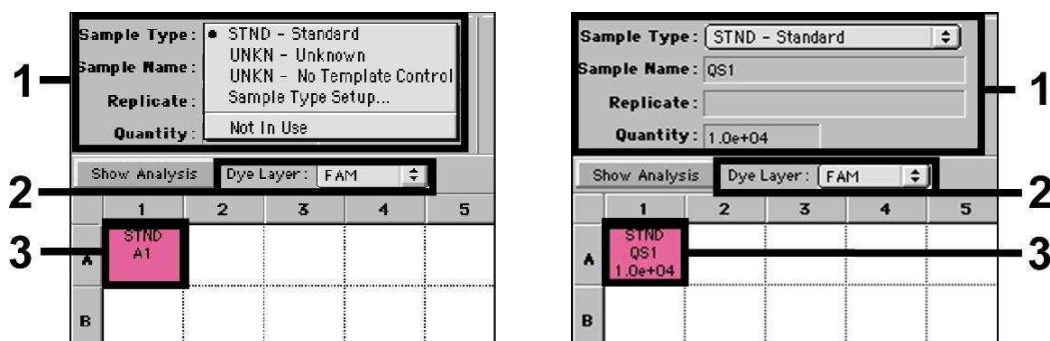 Sample Type: • STND - Standard
UNKN - Unknown
Sample Name:
UNKN - No Template Control
Replicate:
Sample Type Setup...
Quantity:
Not In Use
Show Analysis Dye Layer: FAM
1 2 3 4 5
STND
A1
A
B
1
2
3
Sample Type: STND - Standard
Sample Name: QS1
Replicate:
Quantity: 1.0e+04
Show Analysis Dye Layer: FAM
1 2 3 4 5
STND
QS1
1.0e+04
A
B
1
2
3